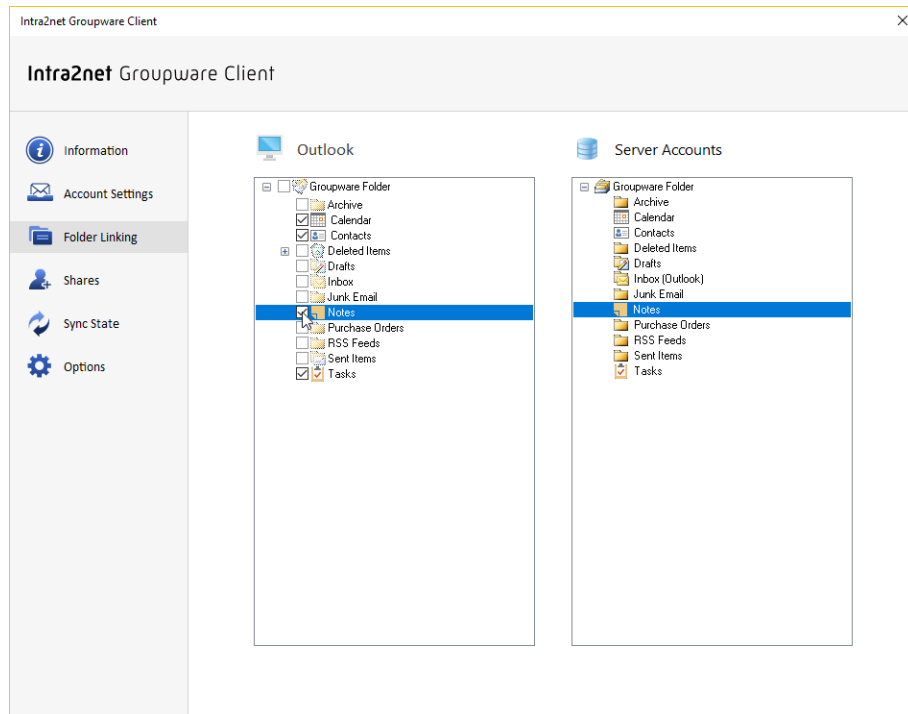 Intra2net Groupware Client
Intra2net Groupware Client
Information
Account Settings
Folder Linking
Shares
Sync State
Options
Outlook
Groupware Folder
Archive
Calendar
Contacts
Deleted Items
Drafts
Inbox
Junk Email
Notes
Purchase Orders
RSS Feeds
Sent Items
Tasks
Server Accounts
Groupware Folder
Archive
Calendar
Contacts
Deleted Items
Drafts
Inbox (Outlook)
Junk Email
Notes
Purchase Orders
RSS Feeds
Sent Items
Tasks